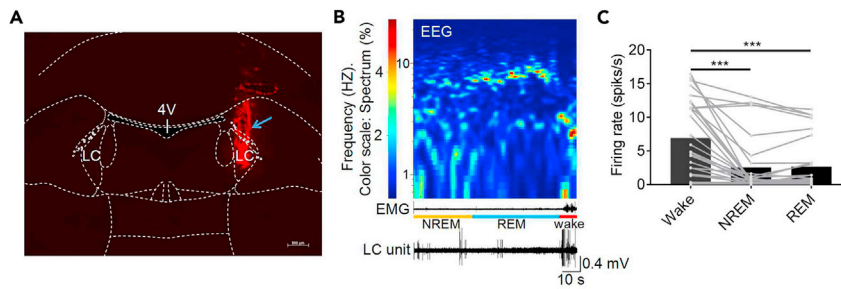 A
4V
LC
LC
B
EEG
Frequency (HZ).
Color scale: Spectrum (%)
4
2
0
10
1
EMG
NREM
REM
wake
LC unit
0.4 mV
10 s
C
***
***
Firing rate (spiks/s)
20
15
10
5
0
Wake
NREM
REM